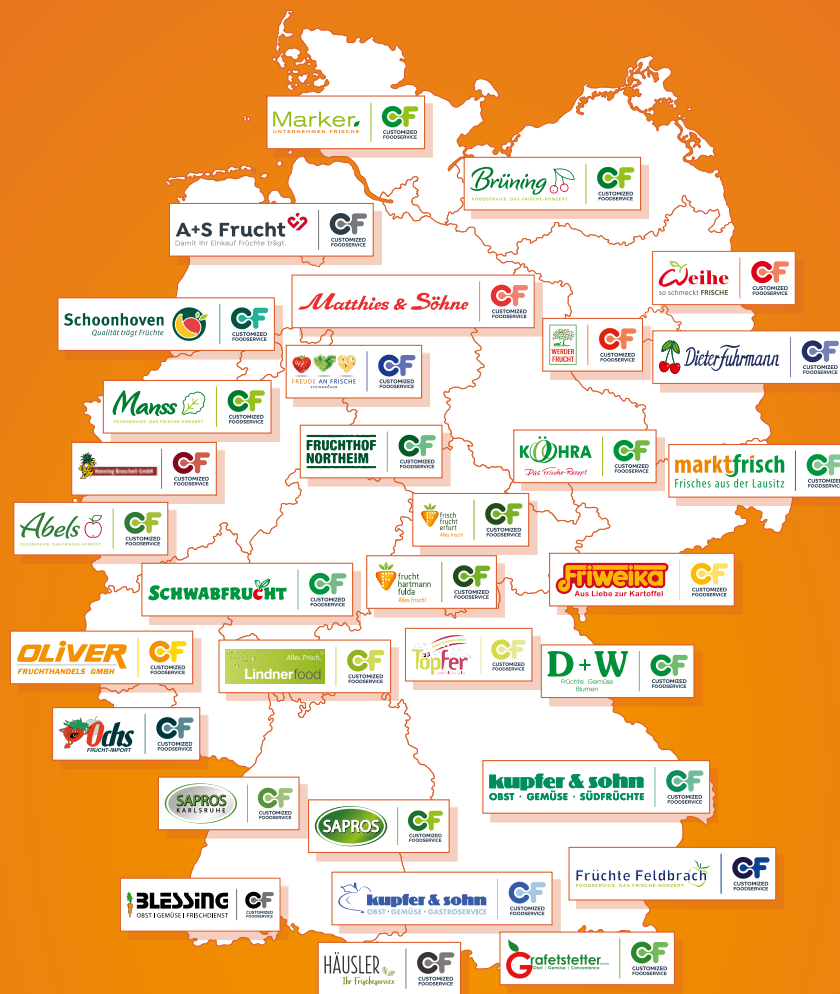 Marker
UNTERNEHMEN FRISCHE
CF
CUSTOMIZED
FOODSERVICE
Brüning
FOODSERVICE. DAS FRISCHE-KONZEPT.
CF
CUSTOMIZED
FOODSERVICE
A+S Frucht
Damit Ihr Einkauf Früchte trägt.
CF
CUSTOMIZED
FOODSERVICE
Weihe
so schmeckt FRISCHE
CF
CUSTOMIZED
FOODSERVICE
Matthies & Söhne
CF
CUSTOMIZED
FOODSERVICE
Schoonhoven
Qualität trägt Früchte
CF
CUSTOMIZED
FOODSERVICE
WERDER
FRUCHT
CF
CUSTOMIZED
FOODSERVICE
Dieter Fuhrmann
CF
CUSTOMIZED
FOODSERVICE
FREUDE AN FRISCHE
CF
CUSTOMIZED
FOODSERVICE
Manss
FOODSERVICE. DAS FRISCHE-KONZEPT.
CF
CUSTOMIZED
FOODSERVICE
FRUCHTHOF
NORTHEIM
CF
CUSTOMIZED
FOODSERVICE
KÖHRA
Das Frische-Rezept
CF
CUSTOMIZED
FOODSERVICE
marktfrisch
Frisches aus der Lausitz
CF
CUSTOMIZED
FOODSERVICE
Henning Broscheit GmbH
CF
CUSTOMIZED
FOODSERVICE
Abels
FOODSERVICE. DAS FRISCHE-KONZEPT.
CF
CUSTOMIZED
FOODSERVICE
frisch
frucht
erfurt
Alles frisch!
CF
CUSTOMIZED
FOODSERVICE
SCHWABFRUCHT
CF
CUSTOMIZED
FOODSERVICE
frucht
hartmann
fulda
Alles frisch!
CF
CUSTOMIZED
FOODSERVICE
Friweika
Aus Liebe zur Kartoffel
CF
CUSTOMIZED
FOODSERVICE
OLIVER
FRUCHTHANDELS GMBH
CF
CUSTOMIZED
FOODSERVICE
Alles. Frisch.
Lindnerfood
CF
CUSTOMIZED
FOODSERVICE
Töpfer
CF
CUSTOMIZED
FOODSERVICE
D+W
Früchte Gemüse
Blumen
CF
CUSTOMIZED
FOODSERVICE
Ochs
FRUCHT-IMPORT
CF
CUSTOMIZED
FOODSERVICE
SAPROS
KARLSRUHE
CF
CUSTOMIZED
FOODSERVICE
SAPROS
CF
CUSTOMIZED
FOODSERVICE
kupfer & sohn
OBST · GEMÜSE · SÜDFRÜCHTE
CF
CUSTOMIZED
FOODSERVICE
Früchte Feldbrach
FOODSERVICE. DAS FRISCHE-KONZEPT.
CF
CUSTOMIZED
FOODSERVICE
BLESSING
OBST | GEMÜSE | FRISCHDIENST
CF
CUSTOMIZED
FOODSERVICE
kupfer & sohn
OBST · GEMÜSE · GASTROSERVICE
CF
CUSTOMIZED
FOODSERVICE
HÄUSLER
Ihr Frischeservice
CF
CUSTOMIZED
FOODSERVICE
Grafetstetter
Obst | Gemüse | Convenience
CF
CUSTOMIZED
FOODSERVICE